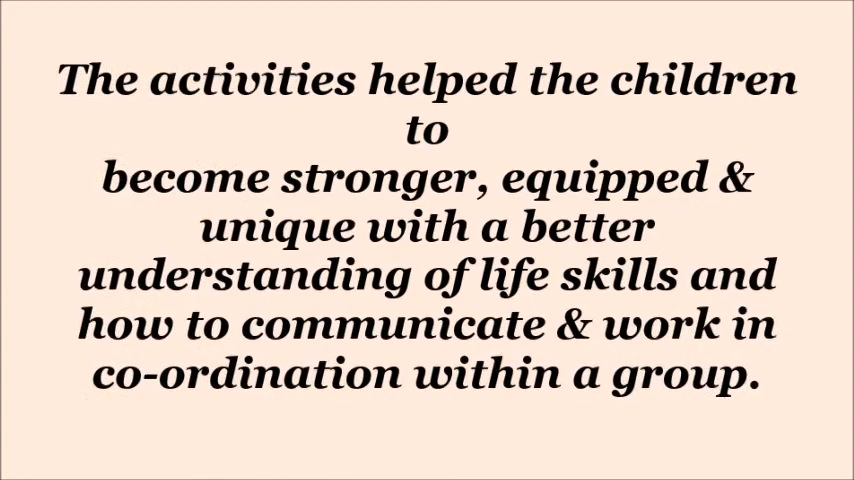 The activities helped the children
to
become stronger, equipped &
unique with a better
understanding of life skills and
how to communicate & work in
co-ordination within a group.